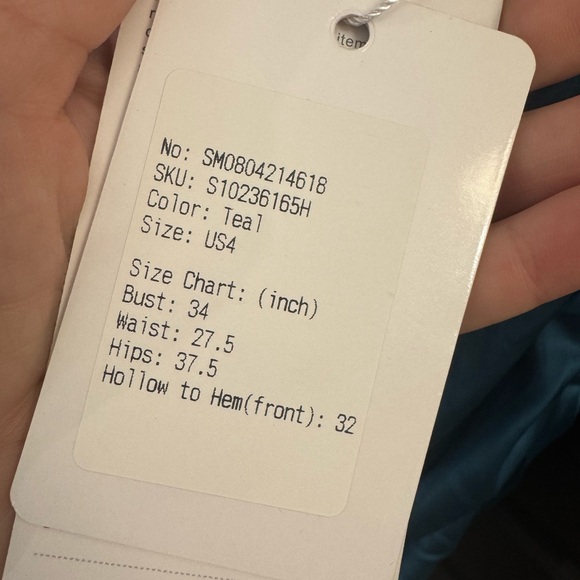 item
No: SM0804214618
SKU: S10236165H
Color: Teal
Size: US4
Size Chart: (inch)
Bust: 34
Waist: 27.5
Hips: 37.5
Hollow to Hem(front): 32